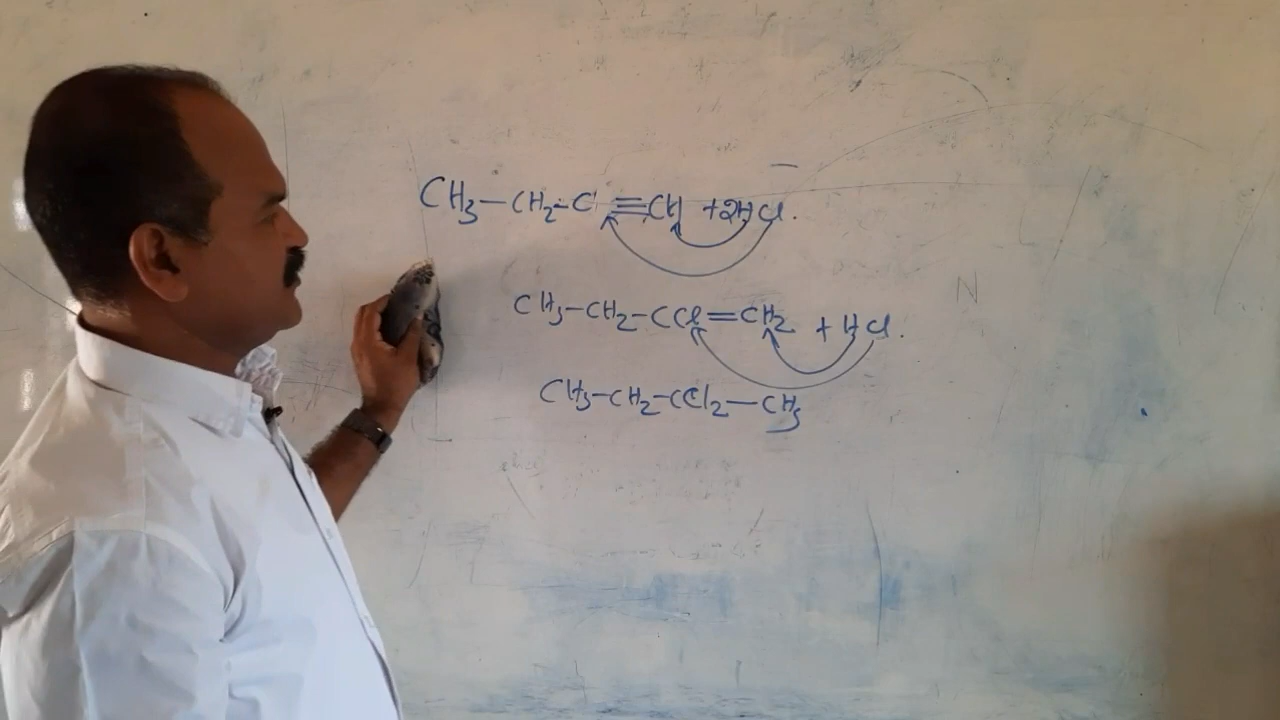 CH3-CH2-C≡CH +2HCl.
CH3-CH2-CCl=CH2 +HCl.
N
CH3-CH2-CCl2-CH3